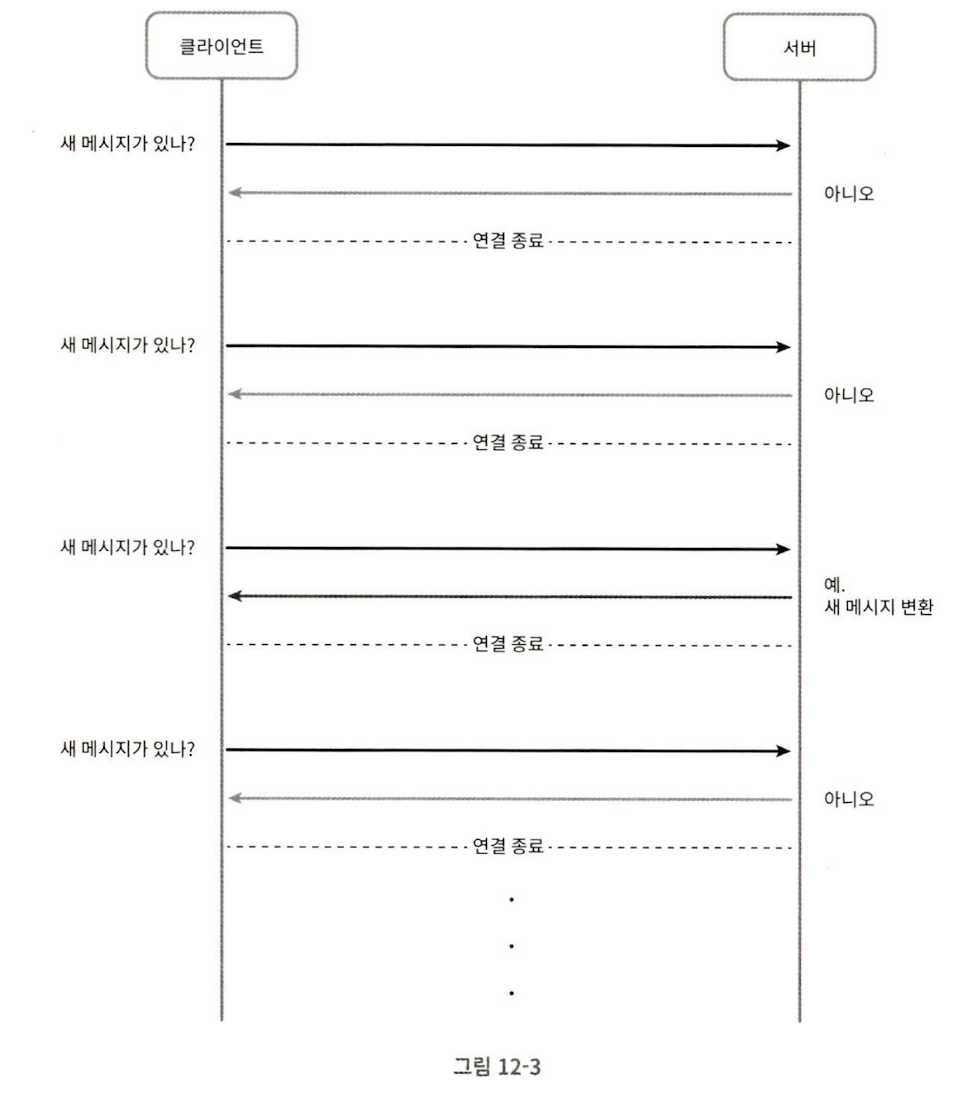 클라이언트
서버
새 메시지가 있나?
아니오
연결 종료
새 메시지가 있나?
아니오
연결 종료
새 메시지가 있나?
예.
새 메시지 변환
연결 종료
새 메시지가 있나?
아니오
연결 종료
그림 12-3